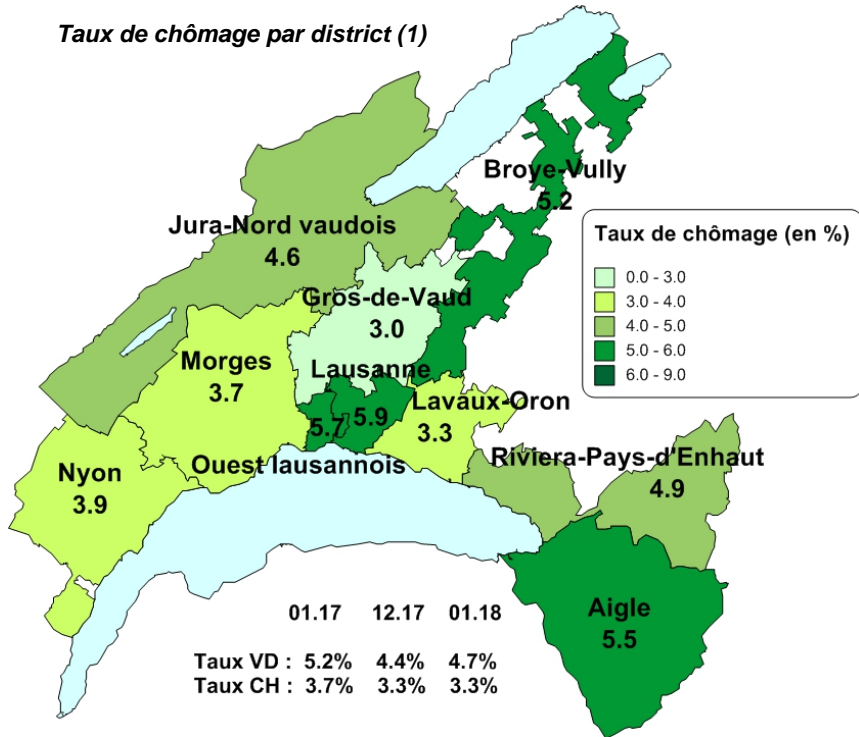 Taux de chômage par district (1)
Broye-Vully
5.2
Jura-Nord vaudois
4.6
Taux de chômage (en %)
0.0 - 3.0
3.0 - 4.0
4.0 - 5.0
5.0 - 6.0
6.0 - 9.0
Gros-de-Vaud
3.0
Morges
3.7
Lausanne
5.9
5.7
Ouest lausannois
Lavaux-Oron
3.3
Nyon
3.9
Riviera-Pays-d'Enhaut
4.9
Aigle
5.5
01.17 12.17 01.18
Taux VD : 5.2% 4.4% 4.7%
Taux CH : 3.7% 3.3% 3.3%